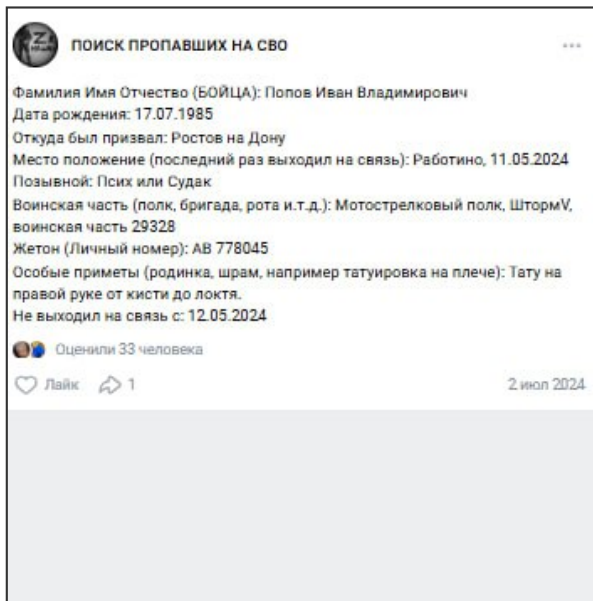 ПОИСК ПРОПАВШИХ НА СВО
Фамилия Имя Отчество (БОЙЦА): Попов Иван Владимирович
Дата рождения: 17.07.1985
Откуда был призвал: Ростов на Дону
Место положение (последний раз выходил на связь): Работино, 11.05.2024
Позывной: Псих или Судак
Воинская часть (полк, бригада, рота и.т.д.): Мотострелковый полк, ШтормV,
воинская часть 29328
Жетон (Личный номер): АВ 778045
Особые приметы (родинка, шрам, например татуировка на плече): Тату на
правой руке от кисти до локтя.
Не выходил на связь с: 12.05.2024
Оценили 33 человека
Лайк 1 2 июл 2024